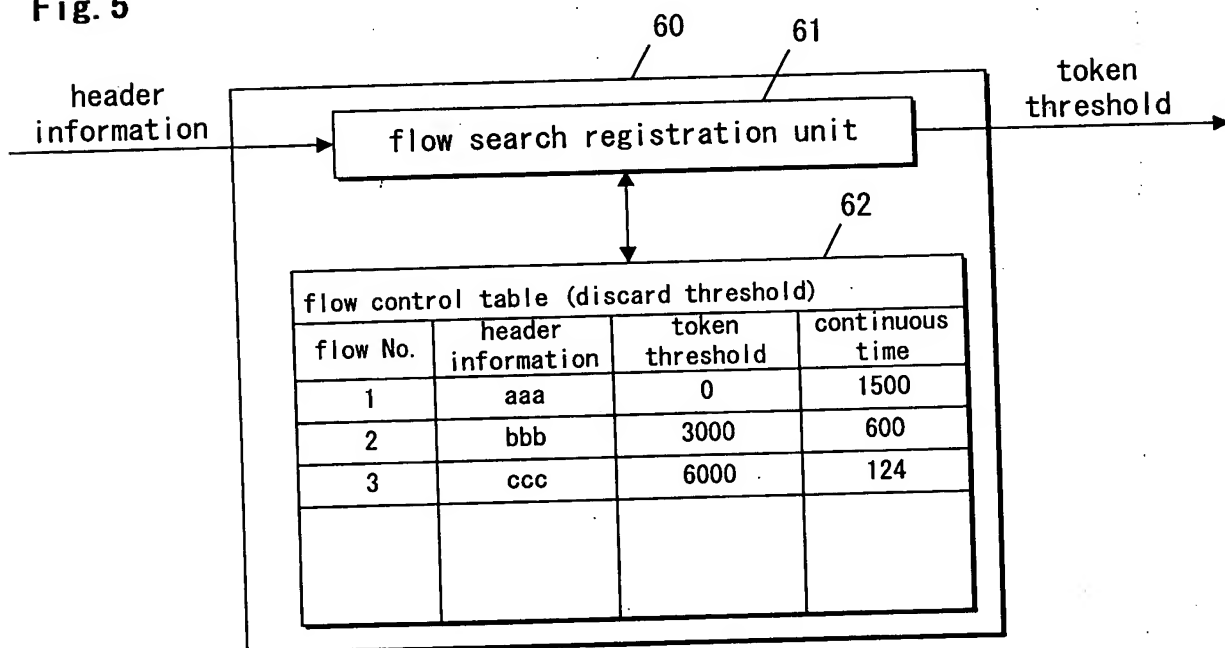 Fig. 5
60
61
header
information
token
threshold
flow search registration unit
62
flow control table (discard threshold)
flow No.
header
information
token
threshold
continuous
time
1
aaa
0
1500
2
bbb
3000
600
3
ccc
6000
124